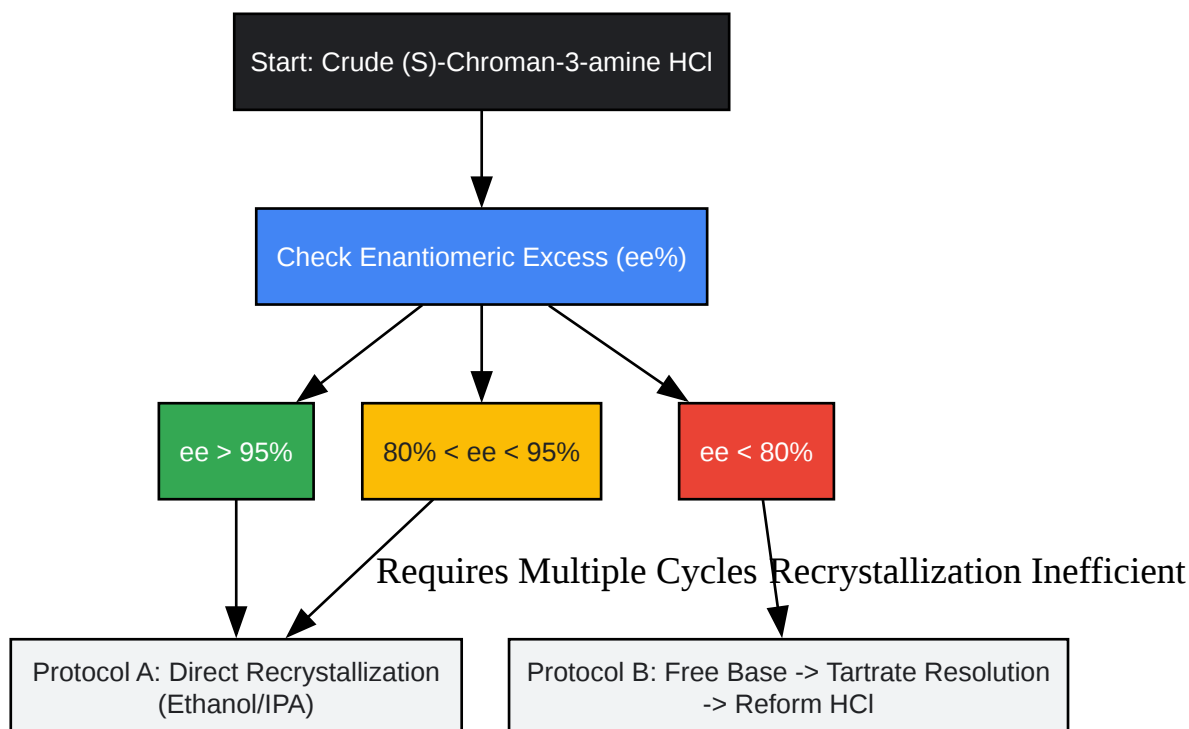 Start: Crude (S)-Chroman-3-amine HCl
Check Enantiomeric Excess (ee%)
ee > 95%
80% < ee < 95%
ee < 80%
Requires Multiple Cycles
Recrystallization Inefficient
Protocol A: Direct Recrystallization
(Ethanol/IPA)
Protocol B: Free Base -> Tartrate Resolution
-> Reform HCl